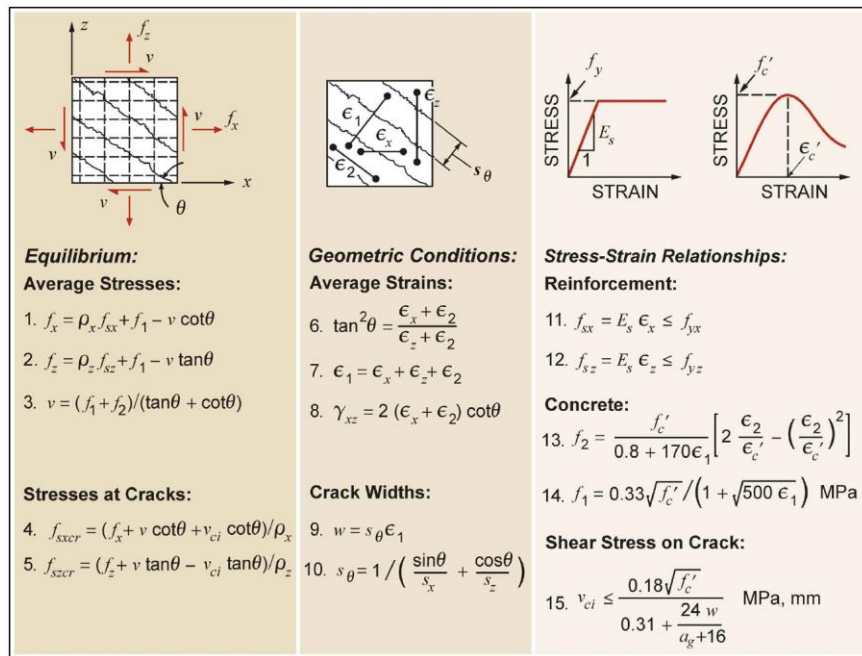 z
f_z
v
v
v
f_x
v
x
θ
ϵ_1
ϵ_x
ϵ_z
ϵ_2
s_θ
STRESS
f_y
E_s
1
STRAIN
STRESS
f_c′
ϵ_c′
STRAIN
Equilibrium:
Average Stresses:
1. f_x = ρ_x f_sx + f_1 – v cotθ
2. f_z = ρ_z f_sz + f_1 – v tanθ
3. v = (f_1 + f_2)/(tanθ + cotθ)
Stresses at Cracks:
4. f_sxcr = (f_x + v cotθ + v_ci cotθ)/ρ_x
5. f_szcr = (f_z + v tanθ – v_ci tanθ)/ρ_z
Geometric Conditions:
Average Strains:
6. tan²θ = (ϵ_x + ϵ_2)/(ϵ_z + ϵ_2)
7. ϵ_1 = ϵ_x + ϵ_z + ϵ_2
8. γ_xz = 2 (ϵ_x + ϵ_2) cotθ
Crack Widths:
9. w = s_θ ϵ_1
10. s_θ = 1 / ( sinθ/s_x + cosθ/s_z )
Stress-Strain Relationships:
Reinforcement:
11. f_sx = E_s ϵ_x ≤ f_yx
12. f_sz = E_s ϵ_z ≤ f_yz
Concrete:
13. f_2 = f_c′/(0.8 + 170ϵ_1) [2 ϵ_2/ϵ_c′ – (ϵ_2/ϵ_c′)²]
14. f_1 = 0.33√f_c′ / (1 + √500 ϵ_1) MPa
Shear Stress on Crack:
15. v_ci ≤ 0.18√f_c′ / (0.31 + 24 w/(a_g+16)) MPa, mm